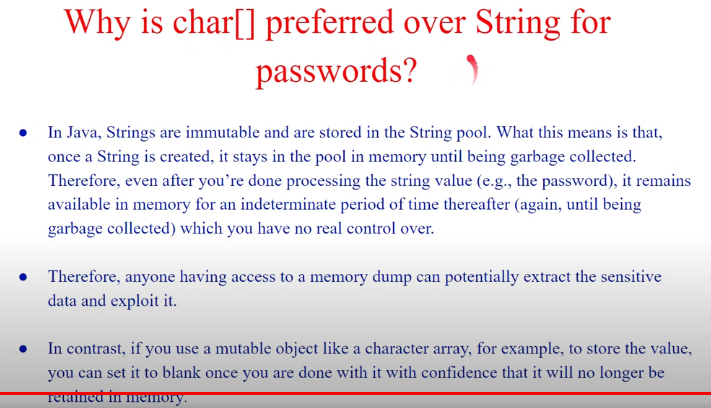 Why is char[] preferred over String for
passwords?
● In Java, Strings are immutable and are stored in the String pool. What this means is that,
once a String is created, it stays in the pool in memory until being garbage collected.
Therefore, even after you’re done processing the string value (e.g., the password), it remains
available in memory for an indeterminate period of time thereafter (again, until being
garbage collected) which you have no real control over.
● Therefore, anyone having access to a memory dump can potentially extract the sensitive
data and exploit it.
● In contrast, if you use a mutable object like a character array, for example, to store the value,
you can set it to blank once you are done with it with confidence that it will no longer be
retained in memory.